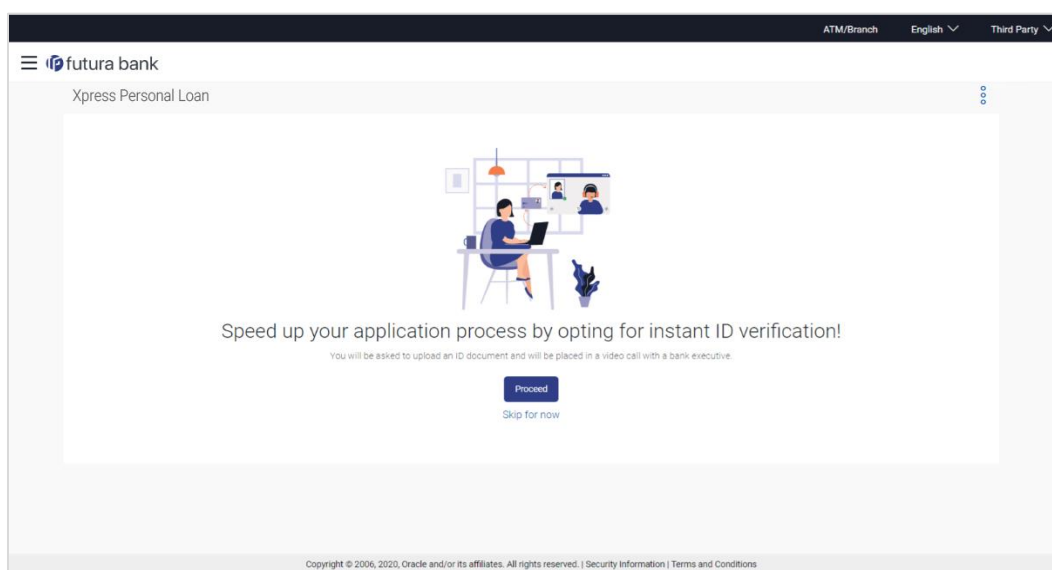 ATM/Branch English Third Party
futura bank
Xpress Personal Loan
Speed up your application process by opting for instant ID verification!
You will be asked to upload an ID document and will be placed in a video call with a bank executive.
Proceed
Skip for now
Copyright © 2006, 2020, Oracle and/or its affiliates. All rights reserved. | Security Information | Terms and Conditions